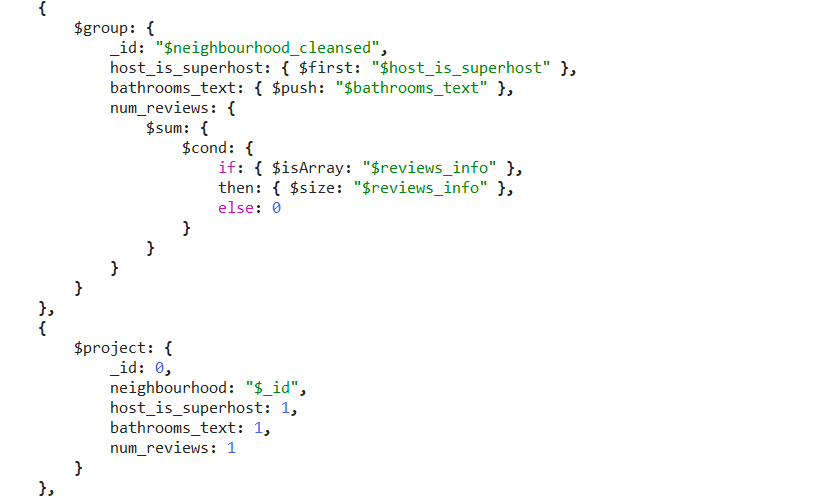 {
    $group: {
        _id: "$neighbourhood_cleansed",
        host_is_superhost: { $first: "$host_is_superhost" },
        bathrooms_text: { $push: "$bathrooms_text" },
        num_reviews: {
            $sum: {
                $cond: {
                    if: { $isArray: "$reviews_info" },
                    then: { $size: "$reviews_info" },
                    else: 0
                }
            }
        }
    }
},
{
    $project: {
        _id: 0,
        neighbourhood: "$_id",
        host_is_superhost: 1,
        bathrooms_text: 1,
        num_reviews: 1
    }
},